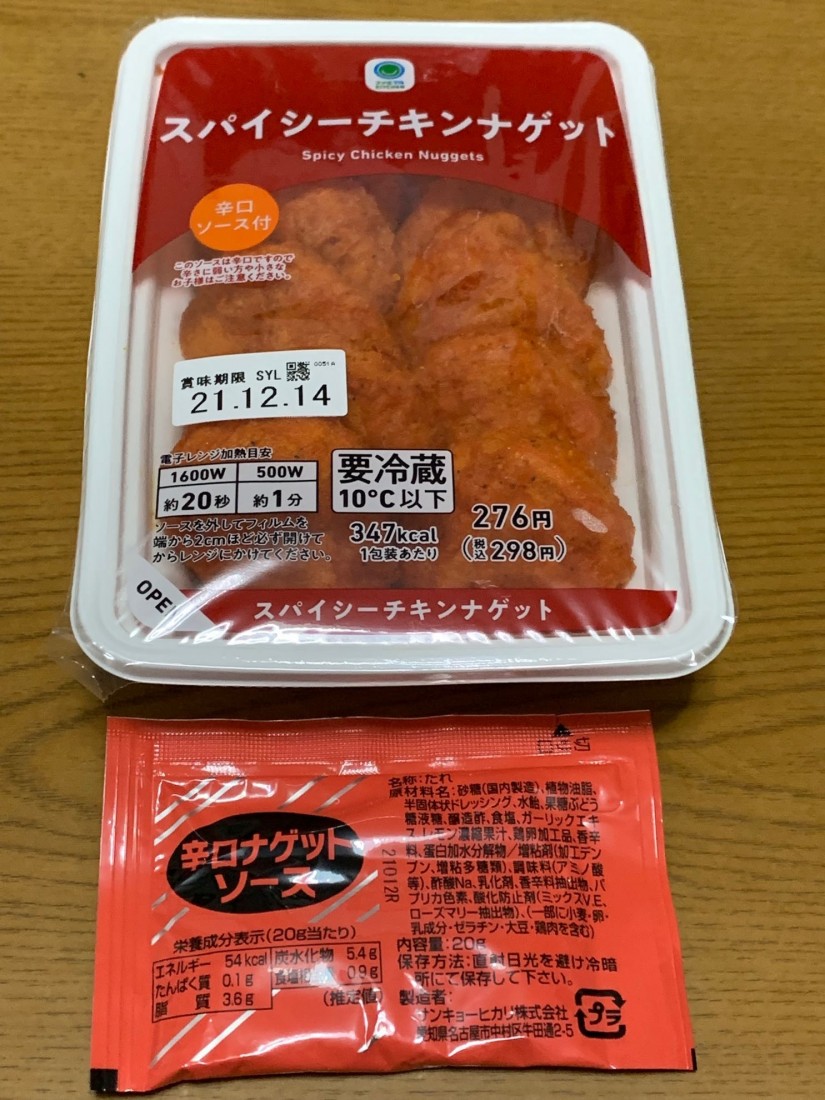 スパイシーチキンナゲット
Spicy Chicken Nuggets
辛口
ソース付
このソースは辛口ですので
辛さに弱い方や小さな
お子様はご注意ください。
賞味期限 SYL 0051A
21.12.14
電子レンジ加熱目安
1600W 500W
約20秒 約1分
ソースを外してフィルムを
端から2cmほど必ず開けて
からレンジにかけてください。
要冷蔵
10°C以下
347kcal
1包装あたり
276円
(税込298円)
OPE
スパイシーチキンナゲット
辛口ナゲット
ソース
21012R
栄養成分表示(20g当たり)
エネルギー 54kcal 炭水化物 5.4g
たんぱく質 0.1g 食塩相 0.9g
脂質 3.6g (推定値)
名称:たれ
原材料名:砂糖(国内製造)、植物油脂、
半固体状ドレッシング、水飴、果糖ぶどう
糖液糖、醸造酢、食塩、ガーリックエキ
ス、レモン濃縮果汁、鶏卵加工品、香辛
料、蛋白加水分解物/増粘剤(加工デン
プン、増粘多糖類)、調味料(アミノ酸
等)、酢酸Na、乳化剤、香辛料抽出物、パ
プリカ色素、酸化防止剤(ミックスV.E、
ローズマリー抽出物)、(一部に小麦・卵・
乳成分・ゼラチン・大豆・鶏肉を含む)
内容量:20g
保存方法:直射日光を避け冷暗
所にて保存して下さい。
製造者:
サンキョーヒカリ株式会社
愛知県名古屋市中村区牛田通2-5
プラ